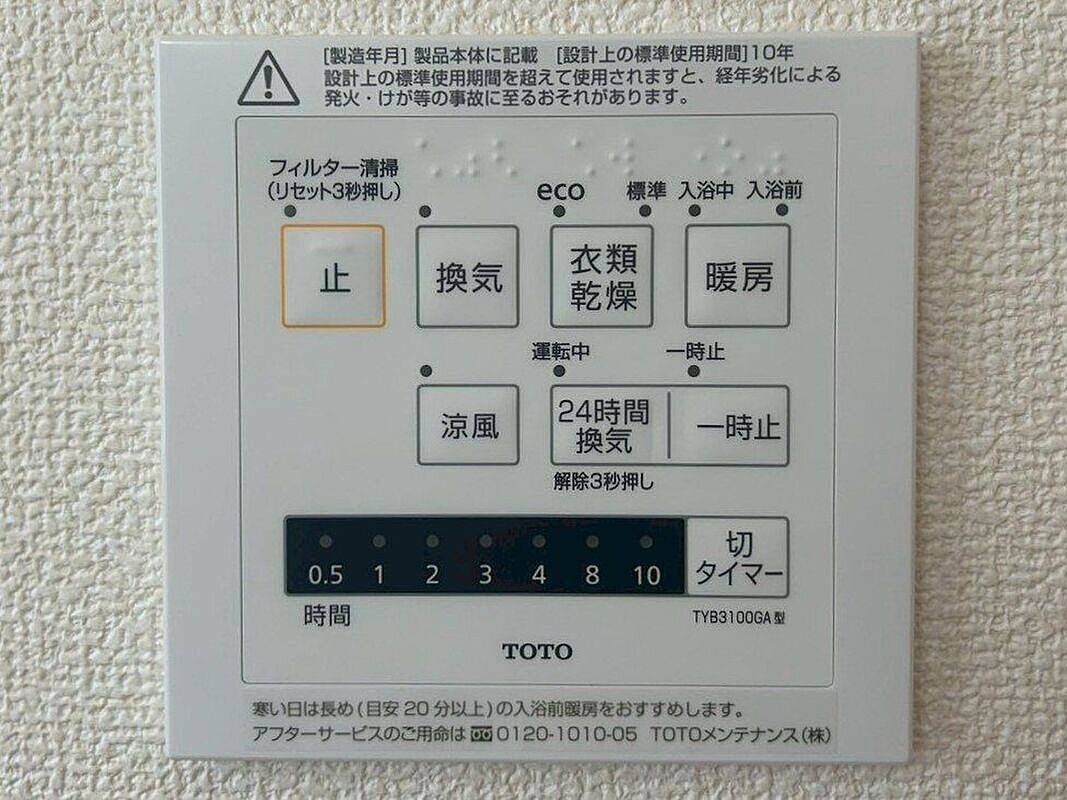 [製造年月] 製品本体に記載 [設計上の標準使用期間]10年
設計上の標準使用期間を超えて使用されますと、経年劣化による
発火・けが等の事故に至るおそれがあります。
フィルター清掃
(リセット3秒押し)
eco 標準 入浴中 入浴前
止 換気 衣類 暖房
乾燥
運転中 一時止
涼風 24時間 一時止
換気
解除3秒押し
切
0.5 1 2 3 4 8 10 タイマー
時間 TYB3100GA型
TOTO
寒い日は長め(目安 20 分以上)の入浴前暖房をおすすめします。
アフターサービスのご用命は 0120-1010-05 TOTOメンテナンス(株)